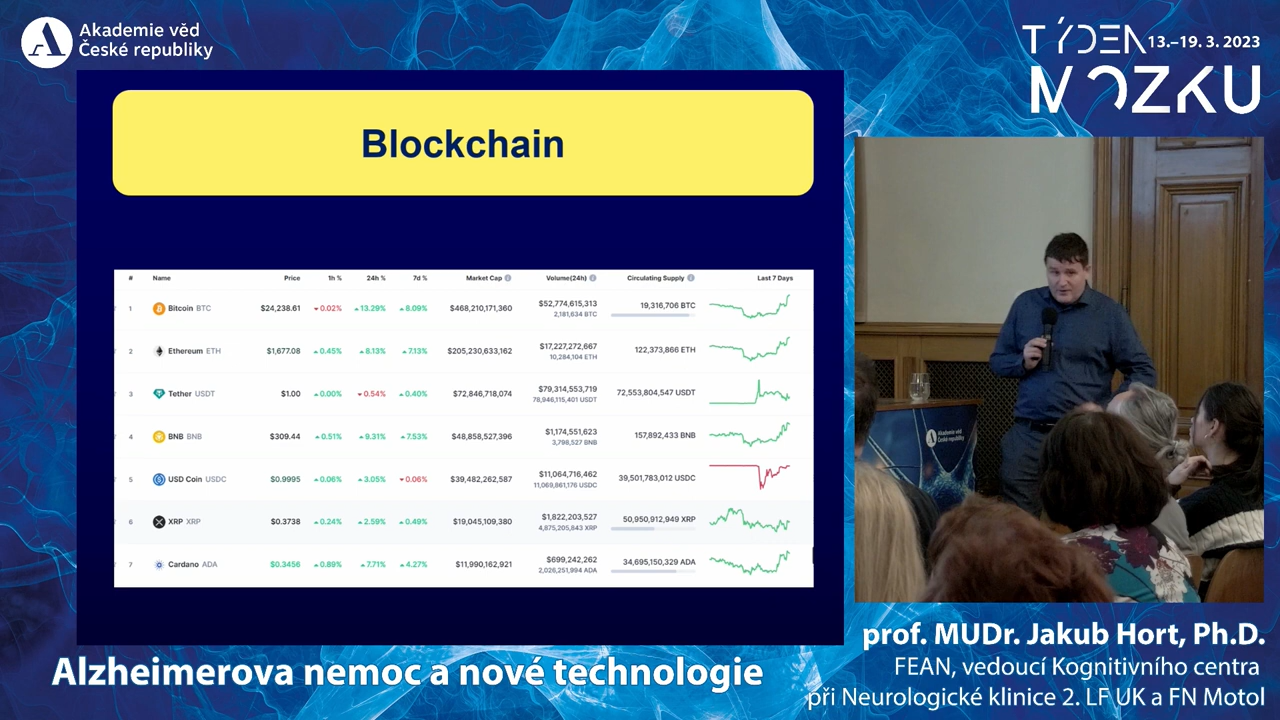 Akademie věd
České republiky
TÝDEN 13.–19. 3. 2023
MOZKU
Blockchain
# Name Price 1h % 24h % 7d % Market Cap Volume(24h) Circulating Supply Last 7 Days
1 Bitcoin BTC $24,238.61 0.02% 13.29% 8.09% $468,210,171,360 $52,774,615,313 19,316,706 BTC
2,181,634 BTC
2 Ethereum ETH $1,677.08 0.45% 8.13% 7.13% $205,230,633,162 $17,227,272,667 122,373,866 ETH
10,284,104 ETH
3 Tether USDT $1.00 0.00% 0.54% 0.40% $72,846,718,074 $79,314,553,719 72,553,804,547 USDT
78,946,115,401 USDT
4 BNB BNB $309.44 0.51% 9.31% 7.53% $48,858,527,396 $1,174,551,623 157,892,433 BNB
3,798,527 BNB
5 USD Coin USDC $0.9995 0.06% 3.05% 0.06% $39,482,262,587 $11,064,716,462 39,501,783,012 USDC
11,069,861,176 USDC
6 XRP XRP $0.3738 0.24% 2.59% 0.49% $19,045,109,380 $1,822,203,527 50,950,912,949 XRP
4,875,205,843 XRP
7 Cardano ADA $0.3456 0.89% 7.71% 4.27% $11,990,162,921 $699,242,262 34,695,150,329 ADA
2,026,251,994 ADA
Akademie věd
České republiky
Alzheimerova nemoc a nové technologie
prof. MUDr. Jakub Hort, Ph.D.
FEAN, vedoucí Kognitivního centra
při Neurologické klinice 2. LF UK a FN Motol